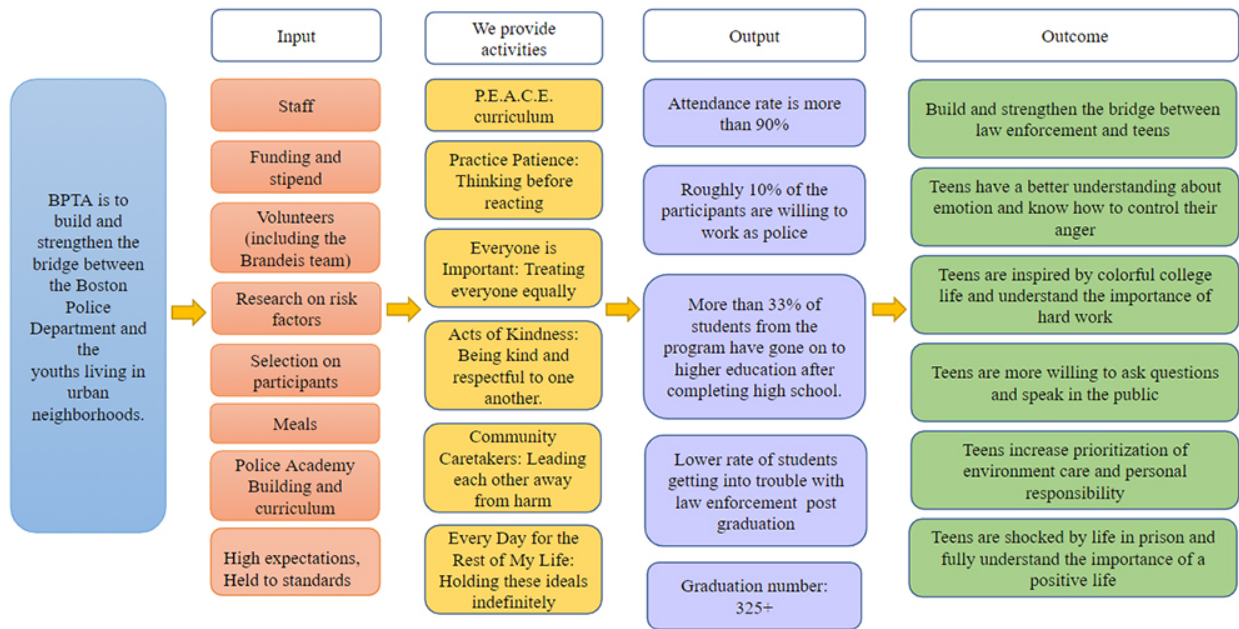 Input
We provide
activities
Output
Outcome
BPTA is to
build and
strengthen the
bridge between
the Boston
Police
Department and
the
youths living in
urban
neighborhoods.
Staff
Funding and
stipend
Volunteers
(including the
Brandeis team)
Research on risk
factors
Selection on
participants
Meals
Police Academy
Building and
curriculum
High expectations,
Held to standards
P.E.A.C.E.
curriculum
Practice Patience:
Thinking before
reacting
Everyone is
Important: Treating
everyone equally
Acts of Kindness:
Being kind and
respectful to one
another.
Community
Caretakers: Leading
each other away
from harm
Every Day for the
Rest of My Life:
Holding these ideals
indefinitely
Attendance rate is more
than 90%
Roughly 10% of the
participants are willing to
work as police
More than 33% of
students from the
program have gone on to
higher education after
completing high school.
Lower rate of students
getting into trouble with
law enforcement post
graduation
Graduation number:
325+
Build and strengthen the bridge between
law enforcement and teens
Teens have a better understanding about
emotion and know how to control their
anger
Teens are inspired by colorful college
life and understand the importance of
hard work
Teens are more willing to ask questions
and speak in the public
Teens increase prioritization of
environment care and personal
responsibility
Teens are shocked by life in prison and
fully understand the importance of a
positive life